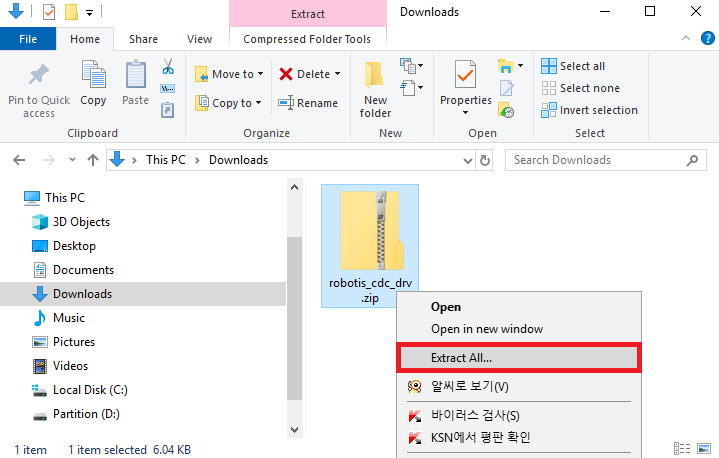 Extract
Downloads
File
Home
Share
View
Compressed Folder Tools
Pin to Quick
access
Copy
Paste
Move to
Copy to
Delete
Rename
New
folder
Properties
Select all
Select none
Invert selection
Clipboard
Organize
New
Open
Select
This PC
Downloads
Search Downloads
This PC
3D Objects
Desktop
Documents
Downloads
Music
Pictures
Videos
Local Disk (C:)
Partition (D:)
robotis_cdc_drv
.zip
Open
Open in new window
Extract All...
알씨로 보기(V)
바이러스 검사(S)
KSN에서 평판 확인
1 item
1 item selected 6.04 KB